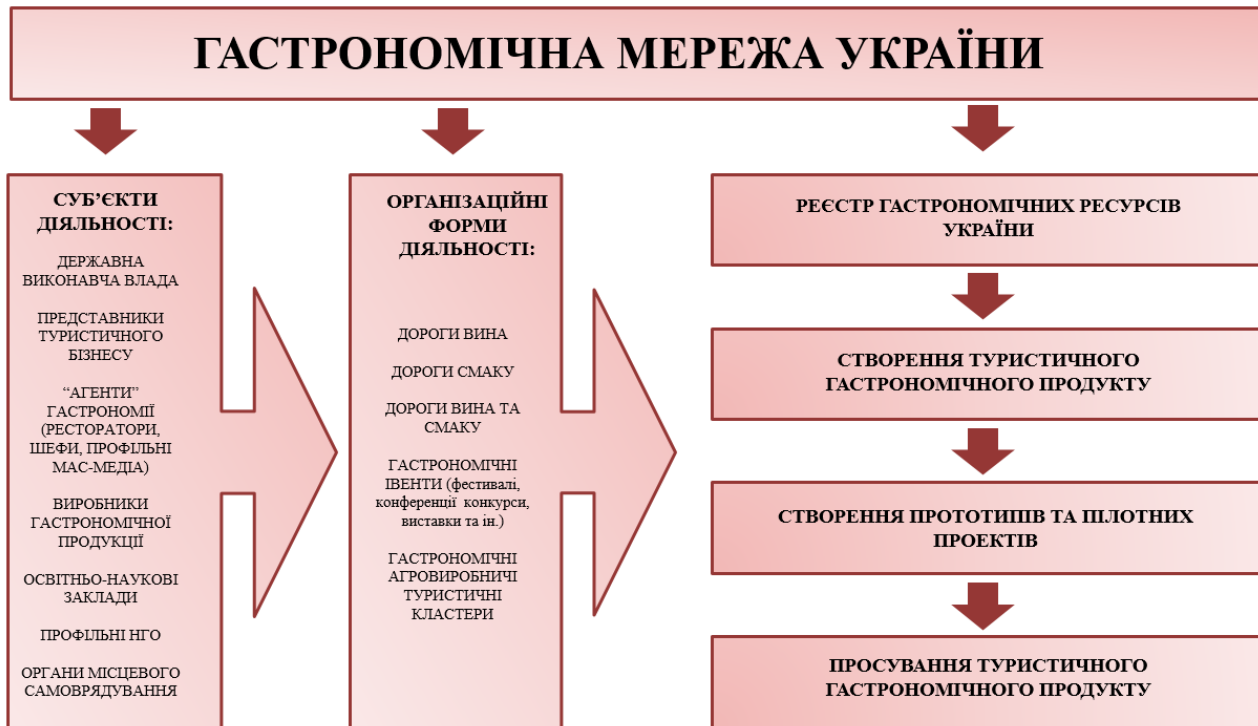 ГАСТРОНОМІЧНА МЕРЕЖА УКРАЇНИ
СУБ’ЄКТИ
ДІЯЛЬНОСТІ:
ДЕРЖАВНА
ВИКОНАВЧА ВЛАДА
ПРЕДСТАВНИКИ
ТУРИСТИЧНОГО
БІЗНЕСУ
“АГЕНТИ”
ГАСТРОНОМІЇ
(РЕСТОРАТОРИ,
ШЕФИ, ПРОФІЛЬНІ
МАС-МЕДІА)
ВИРОБНИКИ
ГАСТРОНОМІЧНОЇ
ПРОДУКЦІЇ
ОСВІТНЬО-НАУКОВІ
ЗАКЛАДИ
ПРОФІЛЬНІ НГО
ОРГАНИ МІСЦЕВОГО
САМОВРЯДУВАННЯ
ОРГАНІЗАЦІЙНІ
ФОРМИ
ДІЯЛЬНОСТІ:
ДОРОГИ ВИНА
ДОРОГИ СМАКУ
ДОРОГИ ВИНА ТА
СМАКУ
ГАСТРОНОМІЧНІ
ІВЕНТИ (фестивалі,
конференції конкурси,
виставки та ін.)
ГАСТРОНОМІЧНІ
АГРОВИРОБНИЧІ
ТУРИСТИЧНІ
КЛАСТЕРИ
РЕЄСТР ГАСТРОНОМІЧНИХ РЕСУРСІВ
УКРАЇНИ
СТВОРЕННЯ ТУРИСТИЧНОГО
ГАСТРОНОМІЧНОГО ПРОДУКТУ
СТВОРЕННЯ ПРОТОТИПІВ ТА ПІЛОТНИХ
ПРОЕКТІВ
ПРОСУВАННЯ ТУРИСТИЧНОГО
ГАСТРОНОМІЧНОГО ПРОДУКТУ